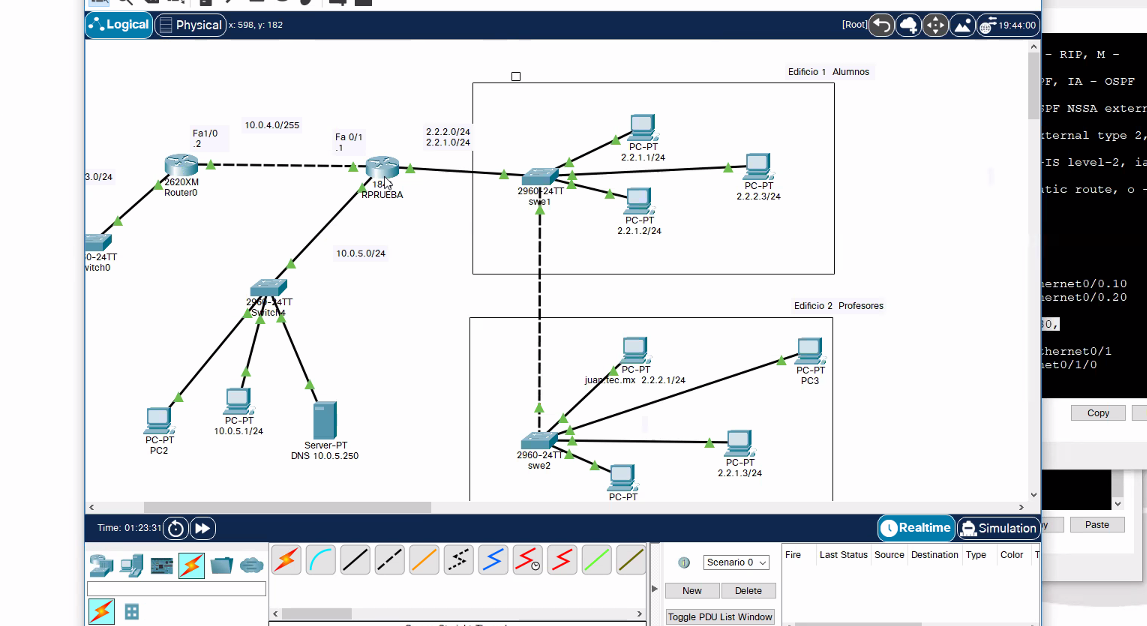 Logical
Physical
x: 598, y: 182
[Root]
19:44:00
Edificio 1 Alumnos
10.0.4.0/255
Fa1/0
.2
Fa 0/1
.1
2.2.2.0/24
2.2.1.0/24
2620XM
Router0
RPRUEBA
3.0/24
PC-PT
2.2.1.1/24
2960-24TT
swe1
PC-PT
2.2.2.3/24
PC-PT
2.2.1.2/24
0-24TT
witch0
10.0.5.0/24
2960-24TT
Switch4
Edificio 2 Profesores
PC-PT
juan.tec.mx 2.2.2.1/24
PC-PT
PC3
PC-PT
PC2
PC-PT
10.0.5.1/24
Server-PT
DNS 10.0.5.250
2960-24TT
swe2
PC-PT
2.2.1.3/24
PC-PT
- RIP, M -
PF, IA - OSPF
SPF NSSA extern
ternal type 2,
-IS level-2, ia
atic route, o -
ernet0/0.10
ernet0/0.20
thernet0/1
net0/1/0
Copy
Paste
Time: 01:23:31
Realtime
Simulation
Scenario 0
New
Delete
Toggle PDU List Window
Fire
Last Status
Source
Destination
Type
Color